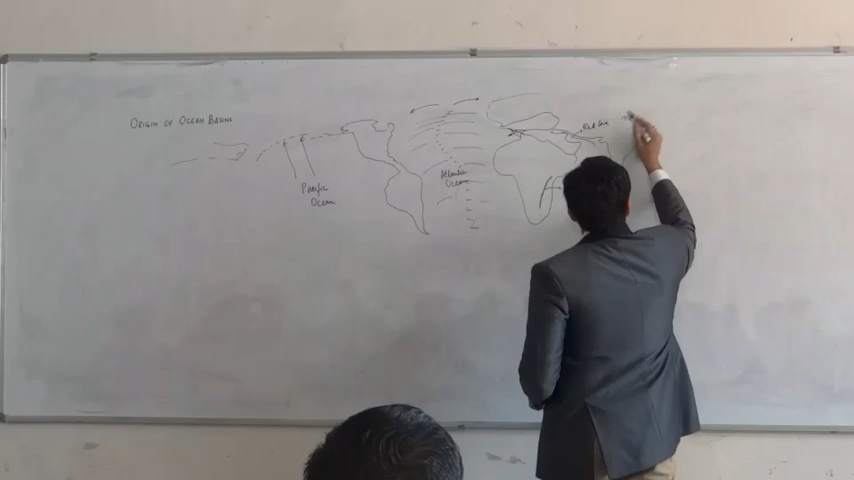 ORIGIN OF OCEAN BASINS
Pacific
Ocean
Atlantic
Ocean
Red Sea